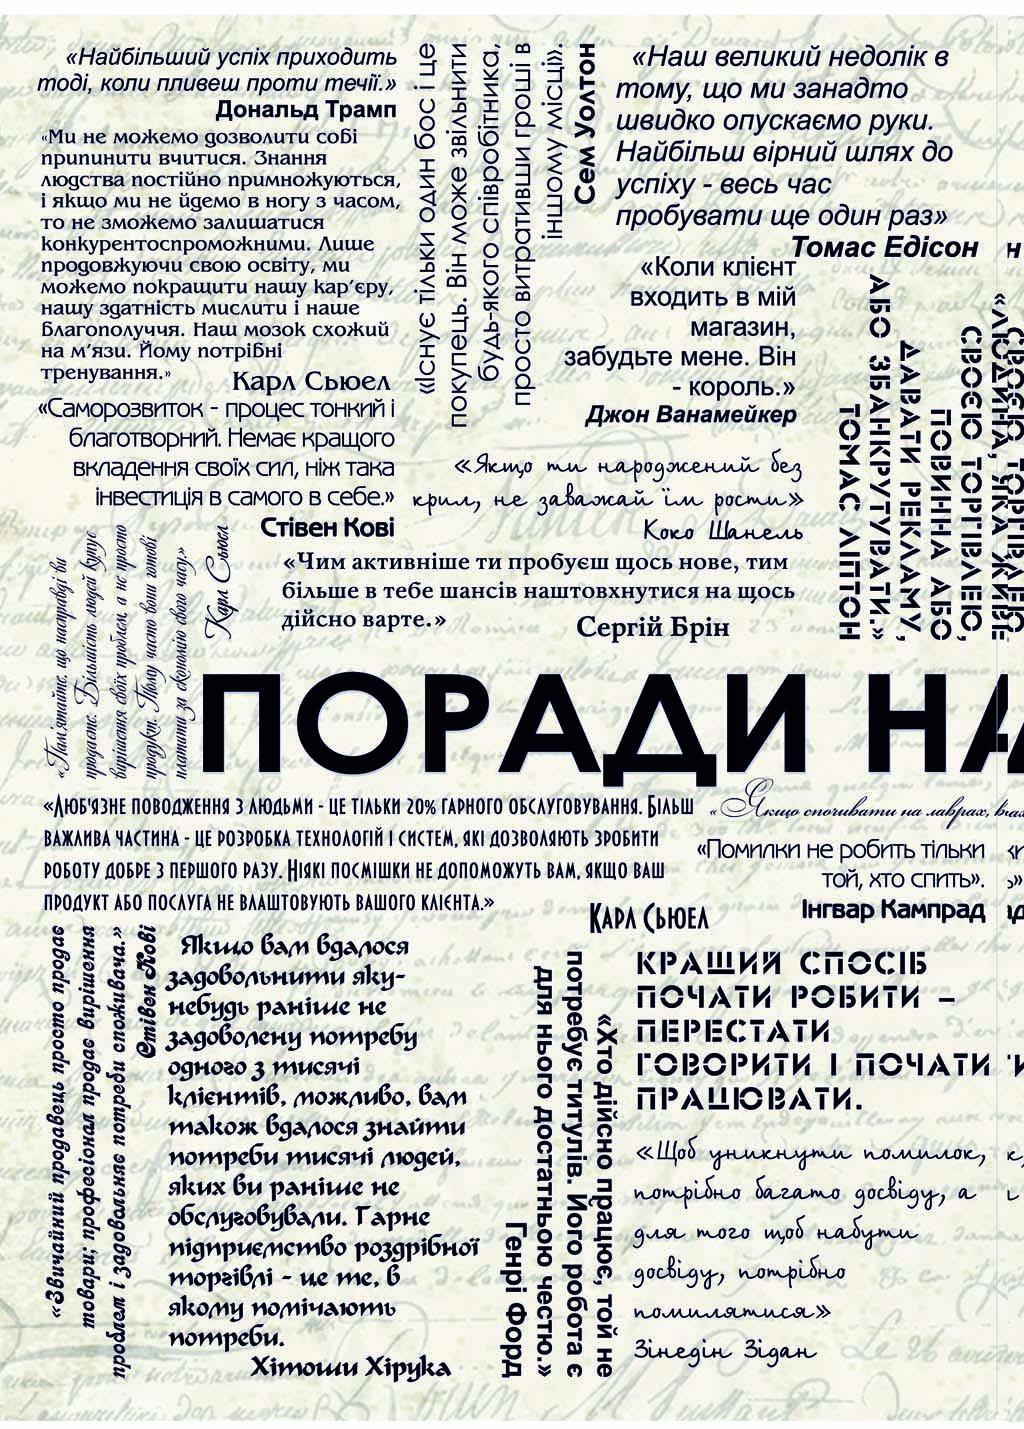 «Найбільший успіх приходить
тоді, коли пливеш проти течії.»
Дональд Трамп
«Ми не можемо дозволити собі
припинити вчитися. Знання
людства постійно примножуються,
і якщо ми не йдемо в ногу з часом,
то не зможемо залишатися
конкурентоспроможними. Лише
продовжуючи свою освіту, ми
можемо покращити нашу кар'єру,
нашу здатність мислити і наше
благополуччя. Наш мозок схожий
на м'язи. Йому потрібні
тренування.»
Карл Сьюел
«Існує тільки один бос і це
покупець. Він може звільнити
будь-якого співробітника,
просто витративши гроші в
іншому місці».
Сем Уолтон
«Наш великий недолік в
тому, що ми занадто
швидко опускаємо руки.
Найбільш вірний шлях до
успіху - весь час
пробувати ще один раз»
Томас Едісон
«Коли клієнт
входить в мій
магазин,
забудьте мене. Він
- король.»
Джон Ванамейкер
«ЛЮДИНА, ЯКА ЖИВЕ
СВОЄЮ ТОРГІВЛЕЮ,
ПОВИННА АБО
ДАВАТИ РЕКЛАМУ,
АБО ЗБАНКРУТУВАТИ.»
ТОМАС ЛІПТОН
«Саморозвиток - процес тонкий і
благотворний. Немає кращого
вкладення своїх сил, ніж така
інвестиція в самого в себе.»
Стівен Кові
«Якщо ти народжений без
крил, не заважай їм рости»
Коко Шанель
«Чим активніше ти пробуєш щось нове, тим
більше в тебе шансів наштовхнутися на щось
дійсно варте.»
Сергій Брін
«Пам'ятайте, що насправді ви
продаєте. Більшість людей купує
вирішення своїх проблем, а не просто
продукти. Тому часто вони готові
платити за економію свого часу.»
Карл Сьюел
ПОРАДИ НА
«Люб'язне поводження з людьми - це тільки 20% гарного обслуговування. Більш
важлива частина - це розробка технологій і систем, які дозволяють зробити
роботу добре з першого разу. Ніякі посмішки не допоможуть вам, якщо ваш
продукт або послуга не влаштовують вашого клієнта.»
Карл Сьюел
«Якщо спочивати на лаврах,
«Помилки не робить тільки
той, хто спить».
Інгвар Кампрад
«Звичайний продавець просто продає
товари; професіонал продає вирішення
проблем і задовольняє потреби споживача.»
Стівен Кові
Якщо вам вдалося
задовольнити яку-
небудь раніше не
задоволену потребу
одного з тисячі
клієнтів, можливо, вам
також вдалося знайти
потреби тисячі людей,
яких ви раніше не
обслуговували. Гарне
підприємство роздрібної
торгівлі - це те, в
якому помічають
потреби.
Хітоши Хірука
«Хто дійсно працює, той не
потребує титулів. Його робота є
для нього достатньою честю.»
Генрі Форд
КРАЩИЙ СПОСІБ
ПОЧАТИ РОБИТИ –
ПЕРЕСТАТИ
ГОВОРИТИ І ПОЧАТИ
ПРАЦЮВАТИ.
«Щоб уникнути помилок,
потрібно багато досвіду, а
для того щоб набути
досвіду, потрібно
помилятися»
Зінедін Зідан